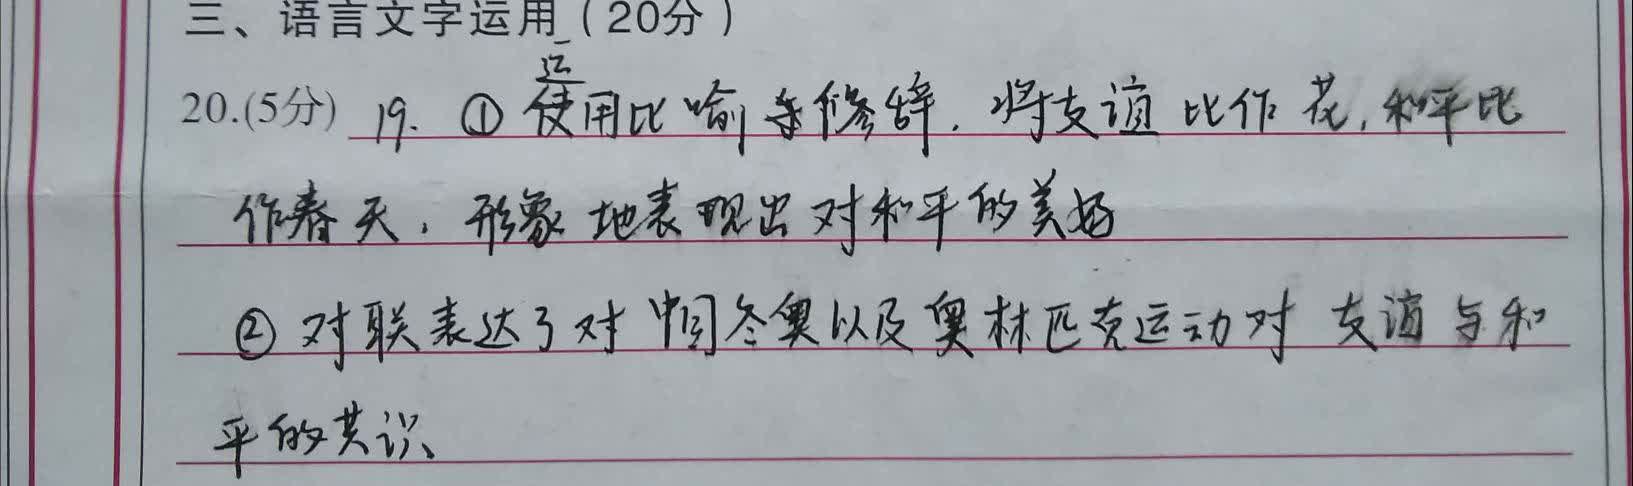 三、语言文字运用（20分）
运
20.(5分) 19. ①使用比喻修辞，将友谊比作花，和平比
作春天，形象地表现出对和平的美好
②对联表达了对中国冬奥以及奥林匹克运动对友谊与和
平的共识、